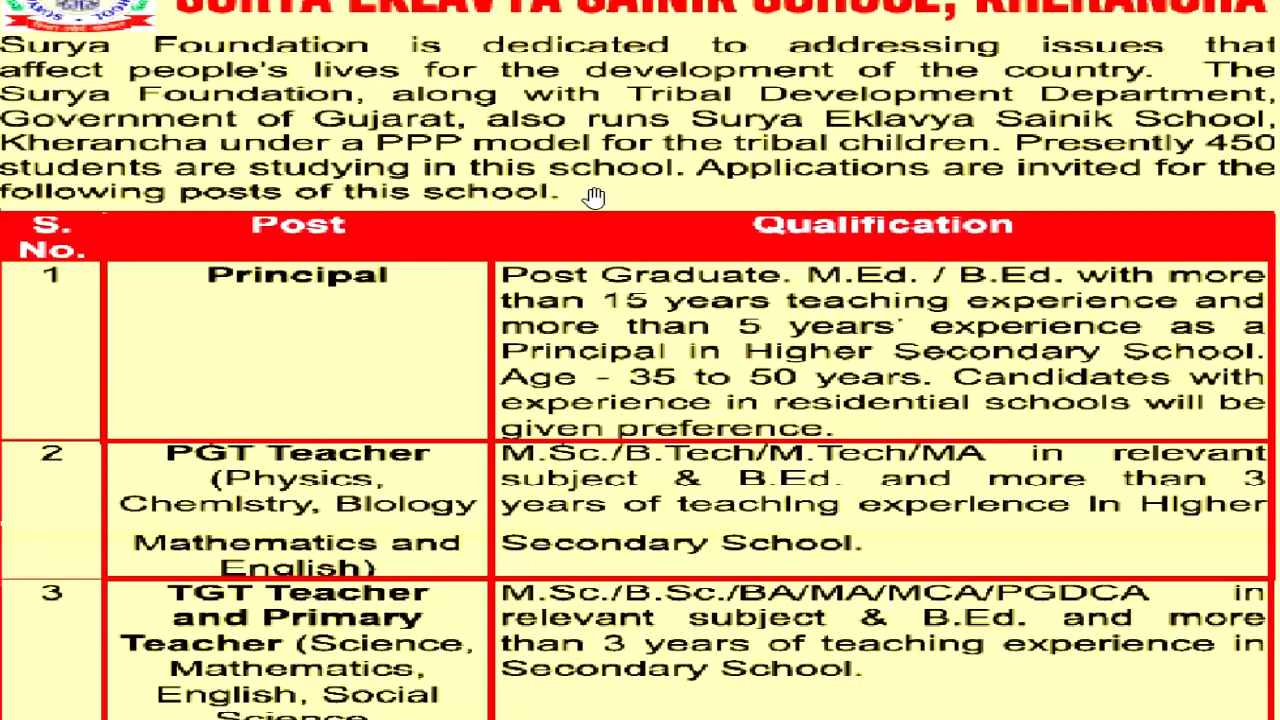 SURYA EKLAVYA SAINIK SCHOOL, KHERANCHA
Surya Foundation is dedicated to addressing issues that
affect people's lives for the development of the country. The
Surya Foundation, along with Tribal Development Department,
Government of Gujarat, also runs Surya Eklavya Sainik School,
Kherancha under a PPP model for the tribal children. Presently 450
students are studying in this school. Applications are invited for the
following posts of this school.
S. No.
Post
Qualification
1
Principal
Post Graduate. M.Ed. / B.Ed. with more
than 15 years teaching experience and
more than 5 years' experience as a
Principal in Higher Secondary School.
Age - 35 to 50 years. Candidates with
experience in residential schools will be
given preference.
2
PGT Teacher
(Physics,
Chemistry, Biology
Mathematics and
English)
M.Sc./B.Tech/M.Tech/MA in relevant
subject & B.Ed. and more than 3
years of teaching experience in Higher
Secondary School.
3
TGT Teacher
and Primary
Teacher (Science,
Mathematics,
English, Social
Science
M.Sc./B.Sc./BA/MA/MCA/PGDCA in
relevant subject & B.Ed. and more
than 3 years of teaching experience in
Secondary School.